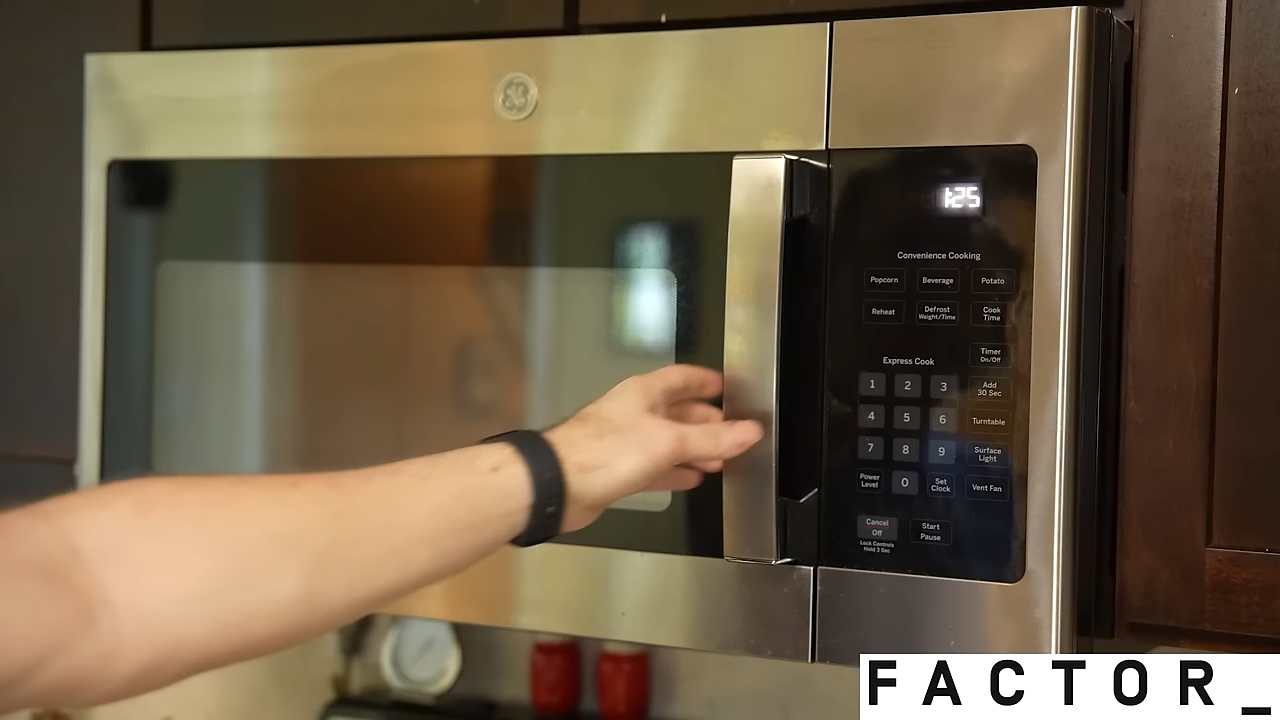 GE
1:25
Convenience Cooking
Popcorn
Beverage
Potato
Reheat
Defrost
Weight/Time
Cook
Time
Timer
On/Off
Express Cook
1
2
3
Add
30 Sec
4
5
6
Turntable
7
8
9
Surface
Light
Power
Level
0
Set
Clock
Vent Fan
Cancel
Off
Start
Pause
Lock Controls
Hold 3 Sec
FACTOR_